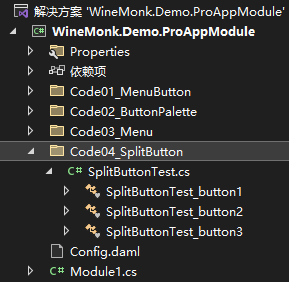 解决方案 'WineMonk.Demo.ProAppModule'
WineMonk.Demo.ProAppModule
Properties
依赖项
Code01_MenuButton
Code02_ButtonPalette
Code03_Menu
Code04_SplitButton
C# SplitButtonTest.cs
SplitButtonTest_button1
SplitButtonTest_button2
SplitButtonTest_button3
Config.daml
C# Module1.cs